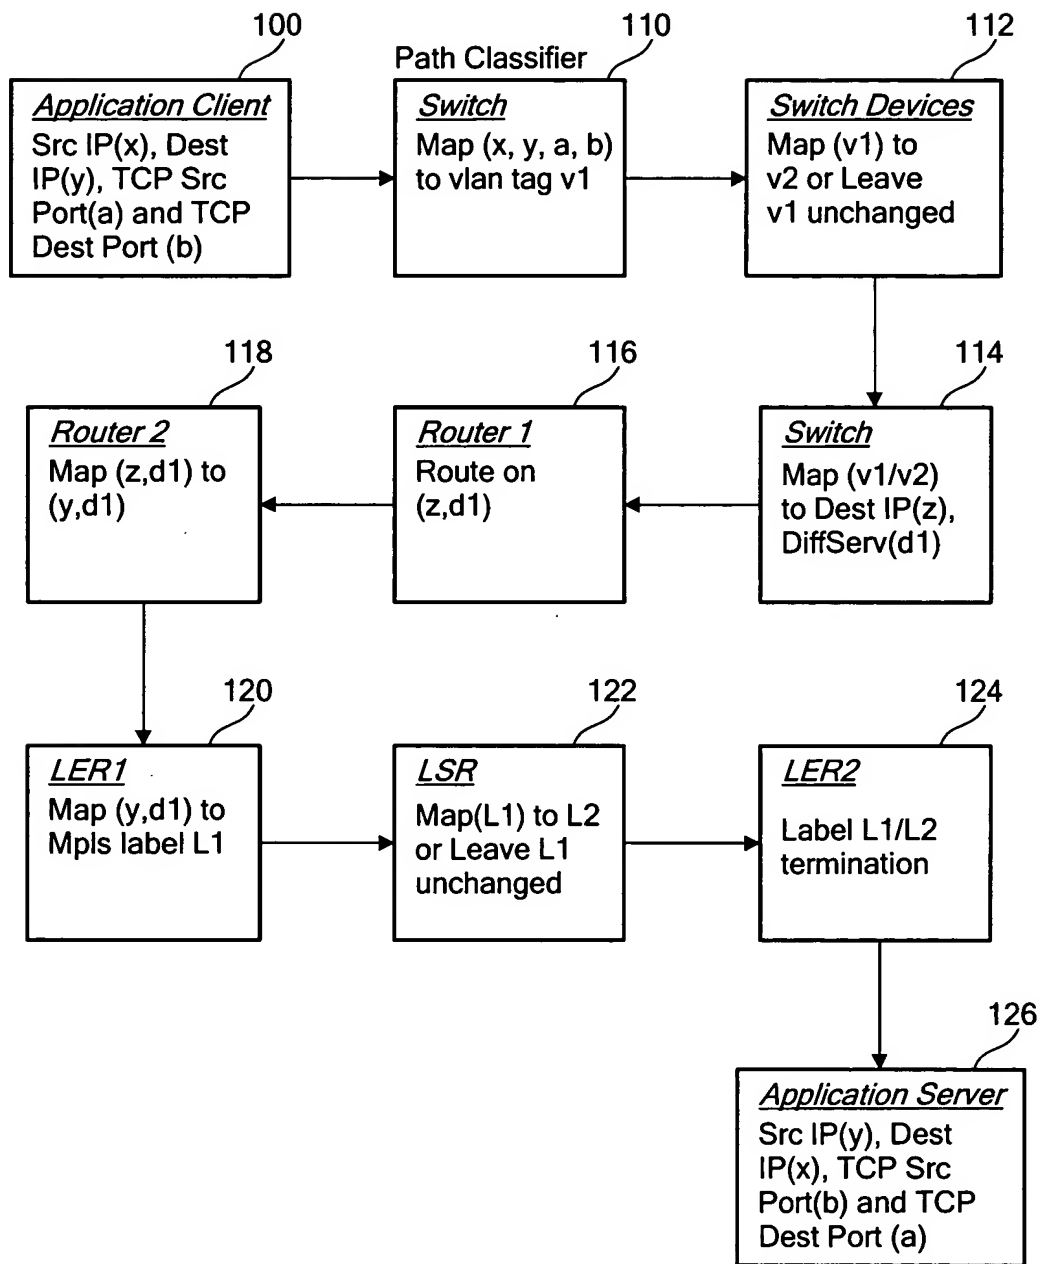 100
Application Client
Src IP(x), Dest
IP(y), TCP Src
Port(a) and TCP
Dest Port (b)
110
Path Classifier
Switch
Map (x, y, a, b)
to vlan tag v1
112
Switch Devices
Map (v1) to
v2 or Leave
v1 unchanged
114
Switch
Map (v1/v2)
to Dest IP(z),
DiffServ(d1)
116
Router 1
Route on
(z,d1)
118
Router 2
Map (z,d1) to
(y,d1)
120
LER1
Map (y,d1) to
Mpls label L1
122
LSR
Map(L1) to L2
or Leave L1
unchanged
124
LER2
Label L1/L2
termination
126
Application Server
Src IP(y), Dest
IP(x), TCP Src
Port(b) and TCP
Dest Port (a)